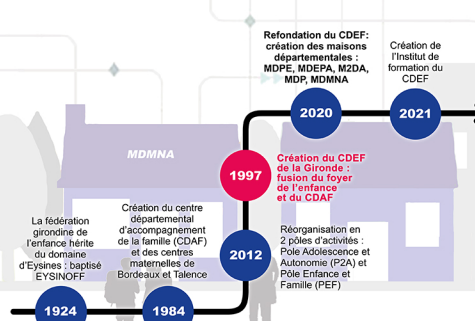 La fédération
girondine de
l'enfance hérite
du domaine
d'Eysines : baptisé
EYSINOFF
1924
Création du centre
départemental
d'accompagnement
de la famille (CDAF)
et des centres
maternelles de
Bordeaux et Talence
1984
MDMNA
1997
Création du CDEF
de la Gironde :
fusion du foyer
de l'enfance
et du CDAF
2012
Réorganisation en
2 pôles d'activités :
Pole Adolescence et
Autonomie (P2A) et
Pôle Enfance et
Famille (PEF)
Refondation du CDEF:
création des maisons
départementales :
MDPE, MDEPA, M2DA,
MDP, MDMNA
2020
Création de
l'Institut de
formation du
CDEF
2021